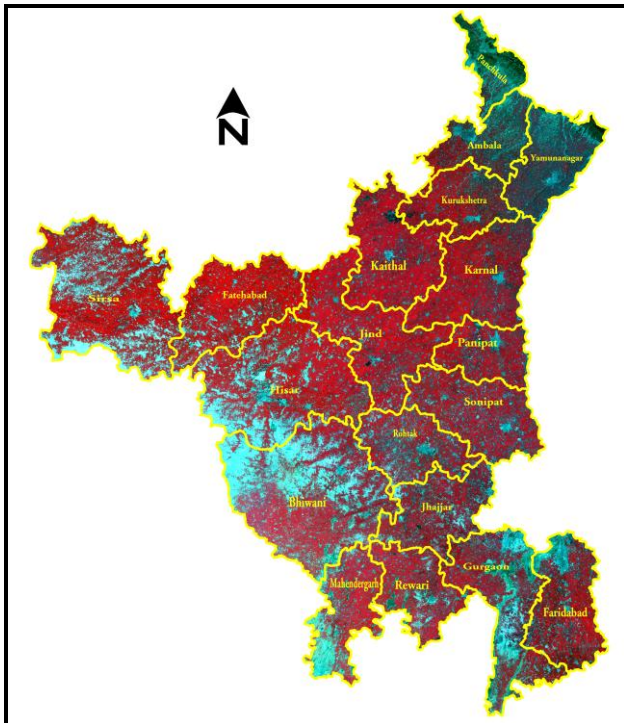 Panchkula
N
Ambala
Yamunanagar
Kurukshetra
Kaithal
Karnal
Sirsa
Fatehabad
Jind
Panipat
Hisar
Sonipat
Rohtak
Bhiwani
Jhajjar
Gurgaon
Mahendergarh
Rewari
Faridabad